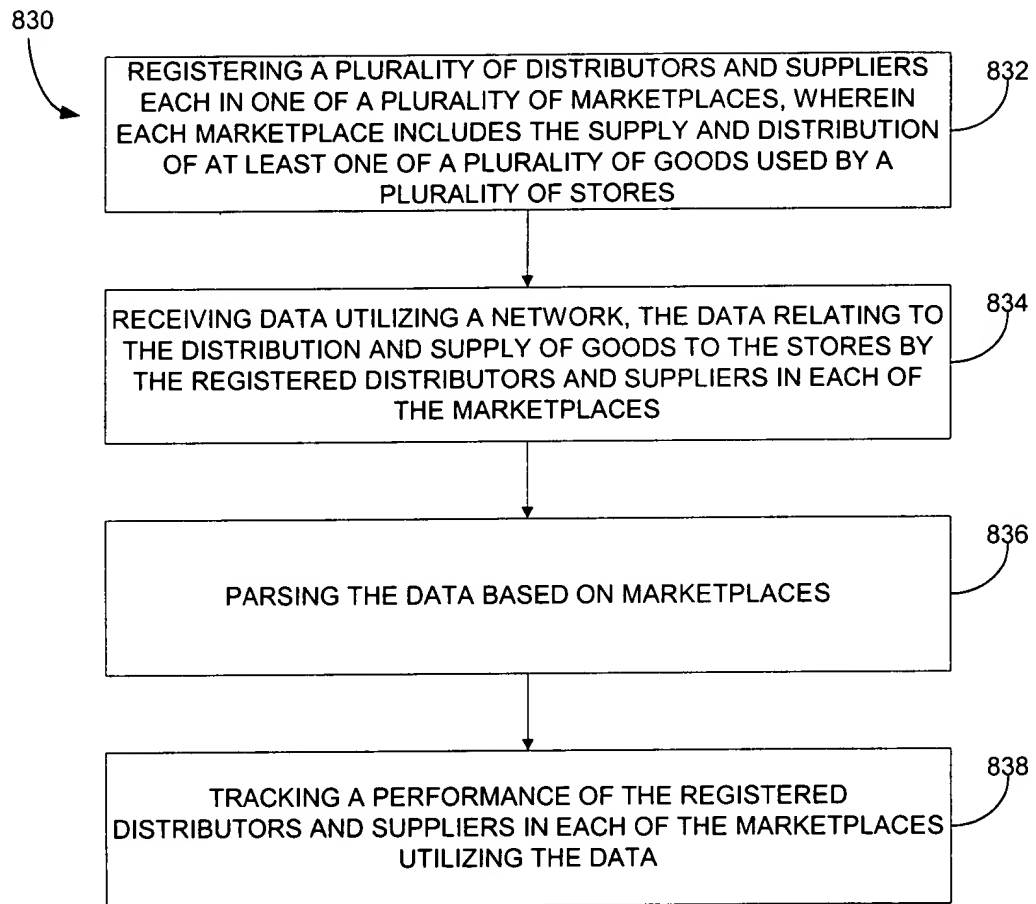 830
REGISTERING A PLURALITY OF DISTRIBUTORS AND SUPPLIERS
EACH IN ONE OF A PLURALITY OF MARKETPLACES, WHEREIN
EACH MARKETPLACE INCLUDES THE SUPPLY AND DISTRIBUTION
OF AT LEAST ONE OF A PLURALITY OF GOODS USED BY A
PLURALITY OF STORES
832
RECEIVING DATA UTILIZING A NETWORK, THE DATA RELATING TO
THE DISTRIBUTION AND SUPPLY OF GOODS TO THE STORES BY
THE REGISTERED DISTRIBUTORS AND SUPPLIERS IN EACH OF
THE MARKETPLACES
834
PARSING THE DATA BASED ON MARKETPLACES
836
TRACKING A PERFORMANCE OF THE REGISTERED
DISTRIBUTORS AND SUPPLIERS IN EACH OF THE MARKETPLACES
UTILIZING THE DATA
838